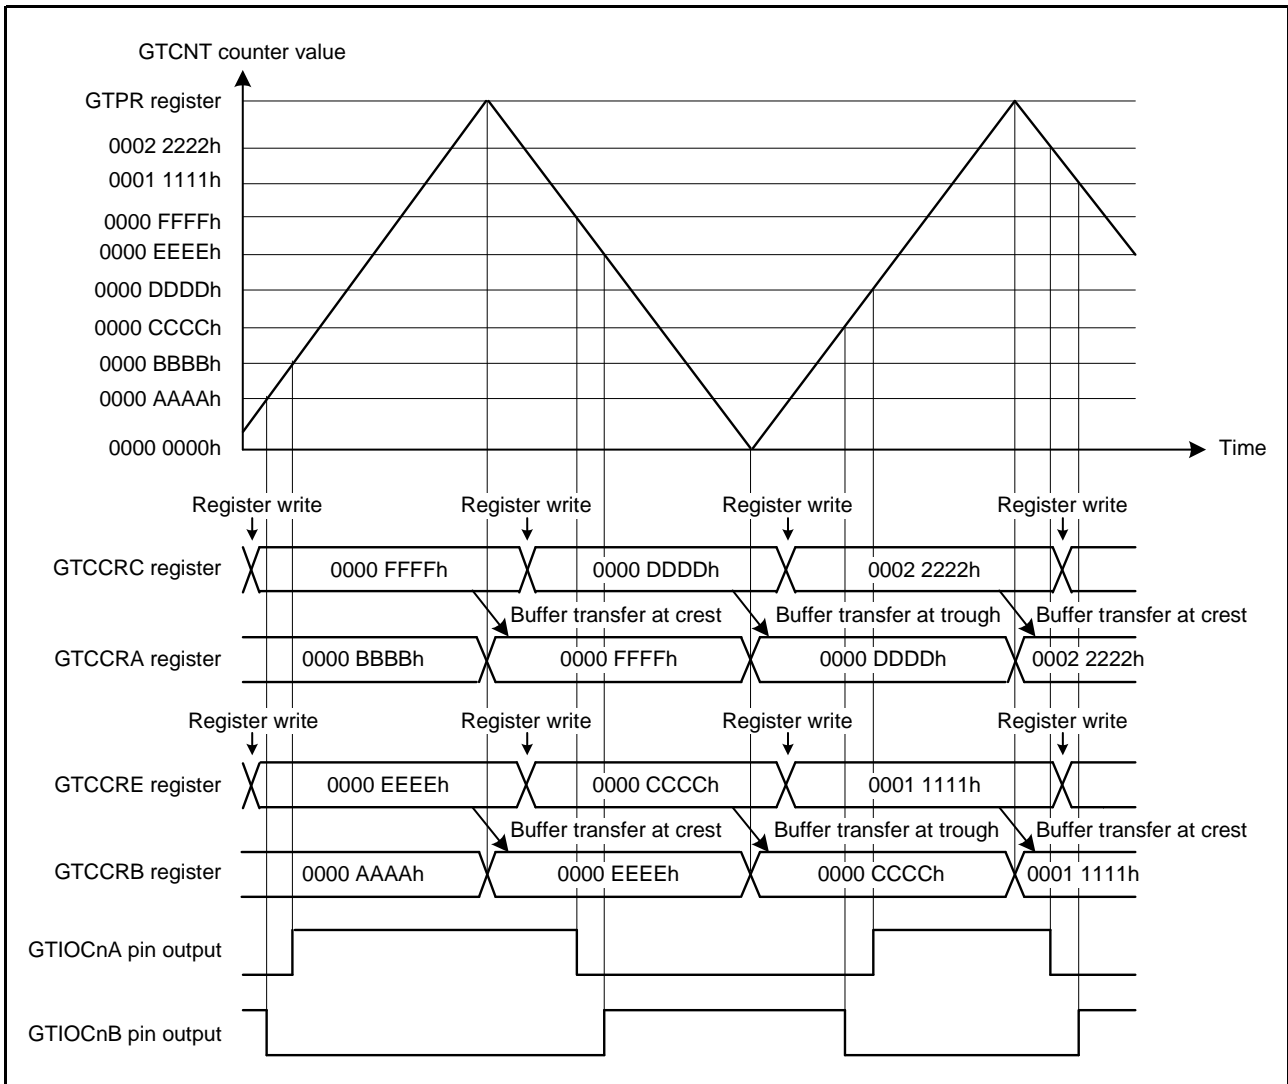 GTCNT counter value
GTPR register
0002 2222h
0001 1111h
0000 FFFFh
0000 EEEEh
0000 DDDDh
0000 CCCCh
0000 BBBBh
0000 AAAAh
0000 0000h
Time
Register write Register write Register write Register write
GTCCRC register 0000 FFFFh 0000 DDDDh 0002 2222h
Buffer transfer at crest Buffer transfer at trough Buffer transfer at crest
GTCCRA register 0000 BBBBh 0000 FFFFh 0000 DDDDh 0002 2222h
Register write Register write Register write Register write
GTCCRE register 0000 EEEEh 0000 CCCCh 0001 1111h
Buffer transfer at crest Buffer transfer at trough Buffer transfer at crest
GTCCRB register 0000 AAAAh 0000 EEEEh 0000 CCCCh 0001 1111h
GTIOCnA pin output
GTIOCnB pin output